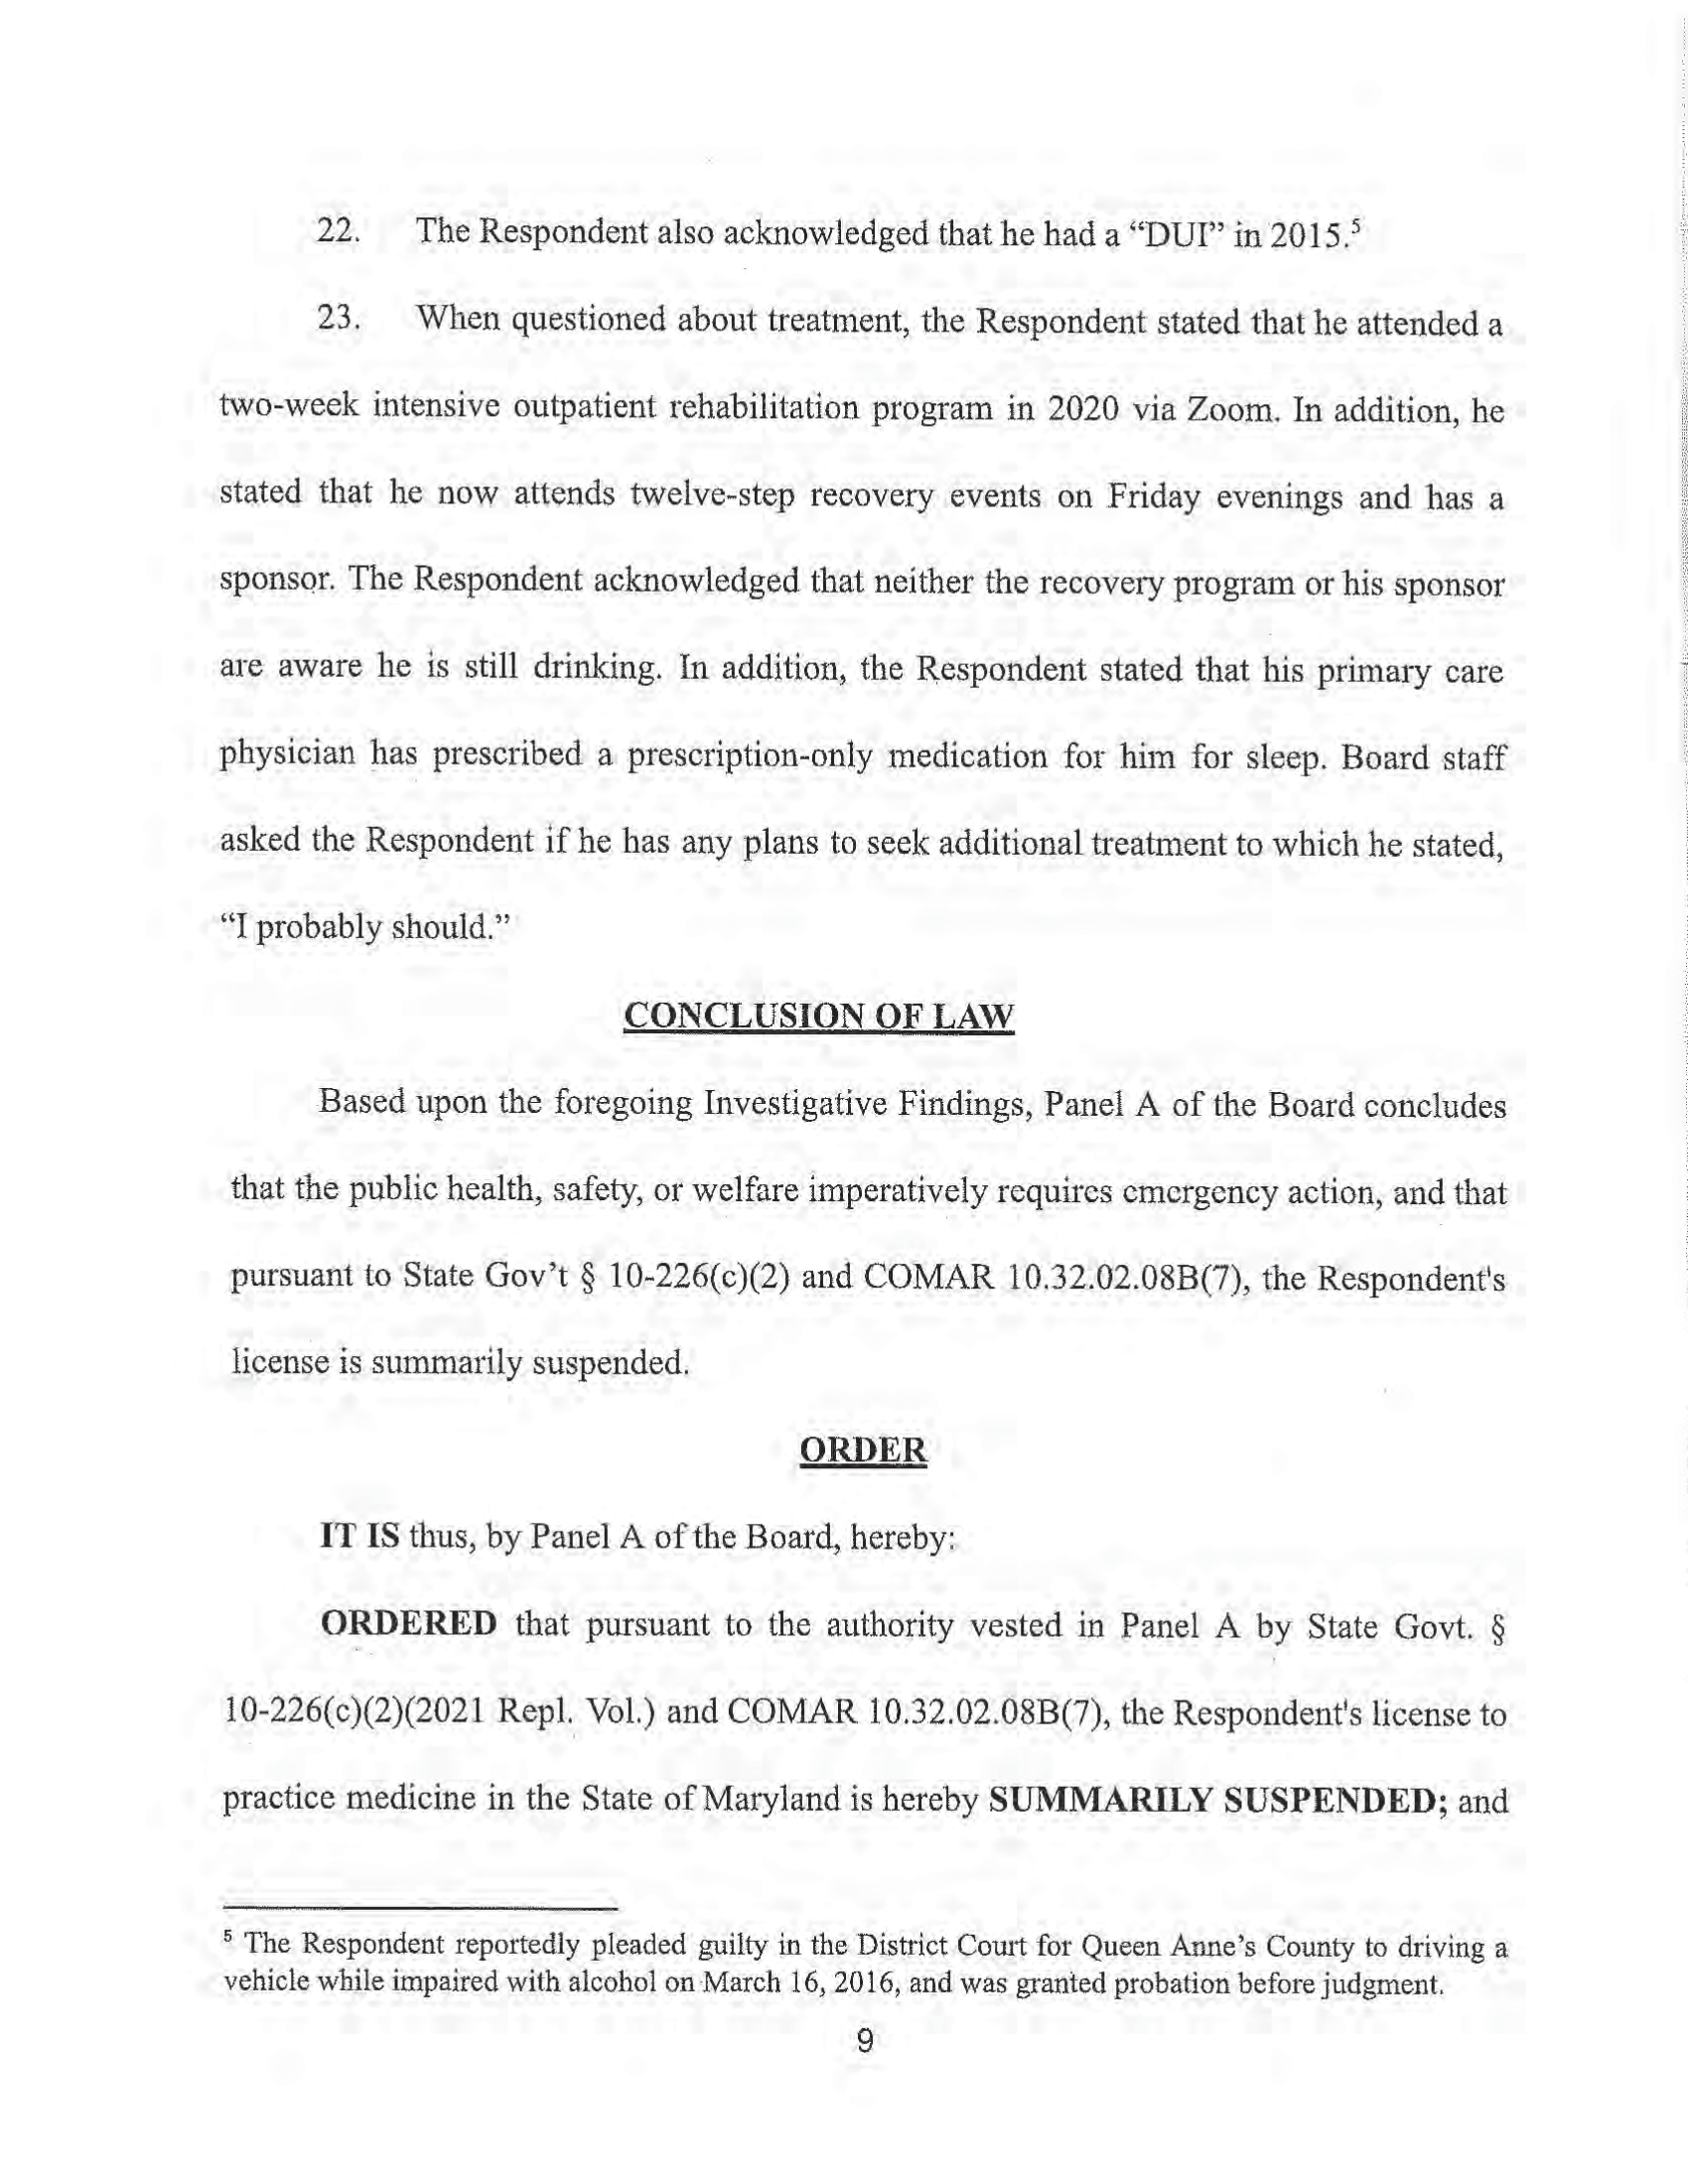 22. The Respondent also acknowledged that he had a “DUI” in 2015.⁵
23. When questioned about treatment, the Respondent stated that he attended a
two-week intensive outpatient rehabilitation program in 2020 via Zoom. In addition, he
stated that he now attends twelve-step recovery events on Friday evenings and has a
sponsor. The Respondent acknowledged that neither the recovery program or his sponsor
are aware he is still drinking. In addition, the Respondent stated that his primary care
physician has prescribed a prescription-only medication for him for sleep. Board staff
asked the Respondent if he has any plans to seek additional treatment to which he stated,
“I probably should.”
CONCLUSION OF LAW
Based upon the foregoing Investigative Findings, Panel A of the Board concludes
that the public health, safety, or welfare imperatively requires emergency action, and that
pursuant to State Gov’t § 10-226(c)(2) and COMAR 10.32.02.08B(7), the Respondent's
license is summarily suspended.
ORDER
IT IS thus, by Panel A of the Board, hereby:
ORDERED that pursuant to the authority vested in Panel A by State Govt. §
10-226(c)(2)(2021 Repl. Vol.) and COMAR 10.32.02.08B(7), the Respondent's license to
practice medicine in the State of Maryland is hereby SUMMARILY SUSPENDED; and
⁵ The Respondent reportedly pleaded guilty in the District Court for Queen Anne’s County to driving a
vehicle while impaired with alcohol on March 16, 2016, and was granted probation before judgment.
9